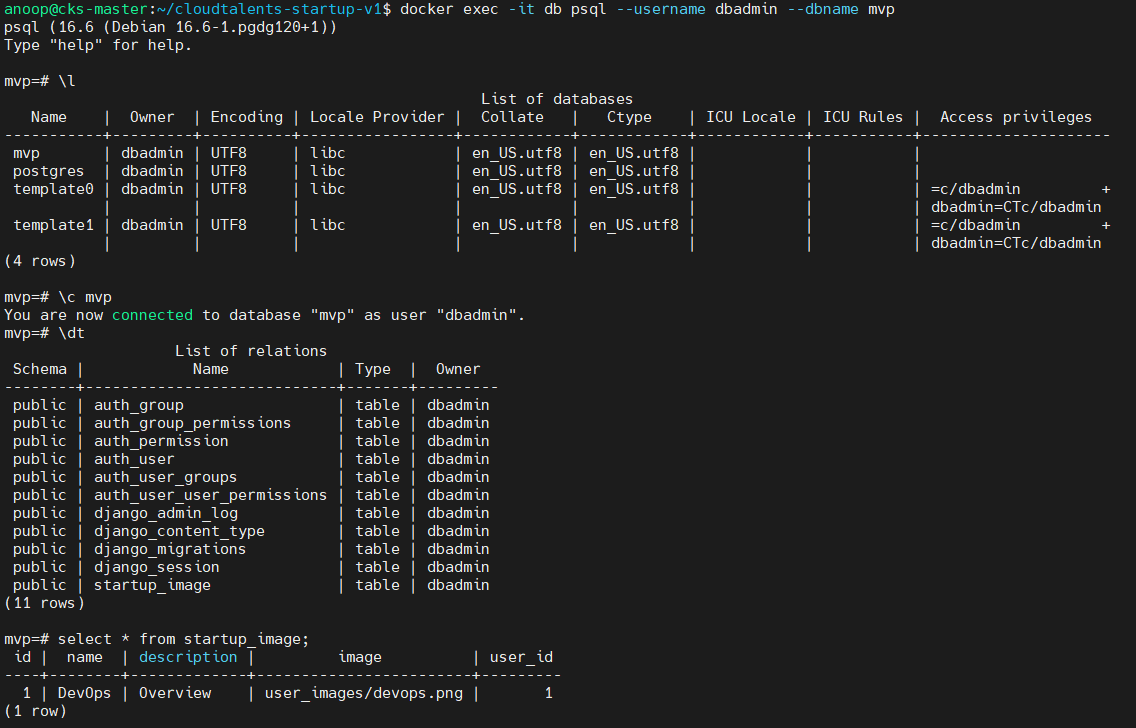 anoop@cks-master:~/cloudtalents-startup-v1$ docker exec -it db psql --username dbadmin --dbname mvp
psql (16.6 (Debian 16.6-1.pgdg120+1))
Type "help" for help.

mvp=# \l
                                                     List of databases
   Name    |  Owner  | Encoding | Locale Provider |  Collate   |   Ctype    | ICU Locale | ICU Rules |  Access privileges
-----------+---------+----------+-----------------+------------+------------+------------+-----------+---------------------
 mvp       | dbadmin | UTF8     | libc            | en_US.utf8 | en_US.utf8 |            |           |
 postgres  | dbadmin | UTF8     | libc            | en_US.utf8 | en_US.utf8 |            |           |
 template0 | dbadmin | UTF8     | libc            | en_US.utf8 | en_US.utf8 |            |           | =c/dbadmin         +
           |         |          |                 |            |            |            |           | dbadmin=CTc/dbadmin
 template1 | dbadmin | UTF8     | libc            | en_US.utf8 | en_US.utf8 |            |           | =c/dbadmin         +
           |         |          |                 |            |            |            |           | dbadmin=CTc/dbadmin
(4 rows)

mvp=# \c mvp
You are now connected to database "mvp" as user "dbadmin".
mvp=# \dt
                   List of relations
 Schema |            Name            | Type  |  Owner
--------+----------------------------+-------+---------
 public | auth_group                 | table | dbadmin
 public | auth_group_permissions     | table | dbadmin
 public | auth_permission            | table | dbadmin
 public | auth_user                  | table | dbadmin
 public | auth_user_groups           | table | dbadmin
 public | auth_user_user_permissions | table | dbadmin
 public | django_admin_log           | table | dbadmin
 public | django_content_type        | table | dbadmin
 public | django_migrations          | table | dbadmin
 public | django_session             | table | dbadmin
 public | startup_image              | table | dbadmin
(11 rows)

mvp=# select * from startup_image;
 id |  name  | description |         image          | user_id
----+--------+-------------+------------------------+---------
  1 | DevOps | Overview    | user_images/devops.png |       1
(1 row)